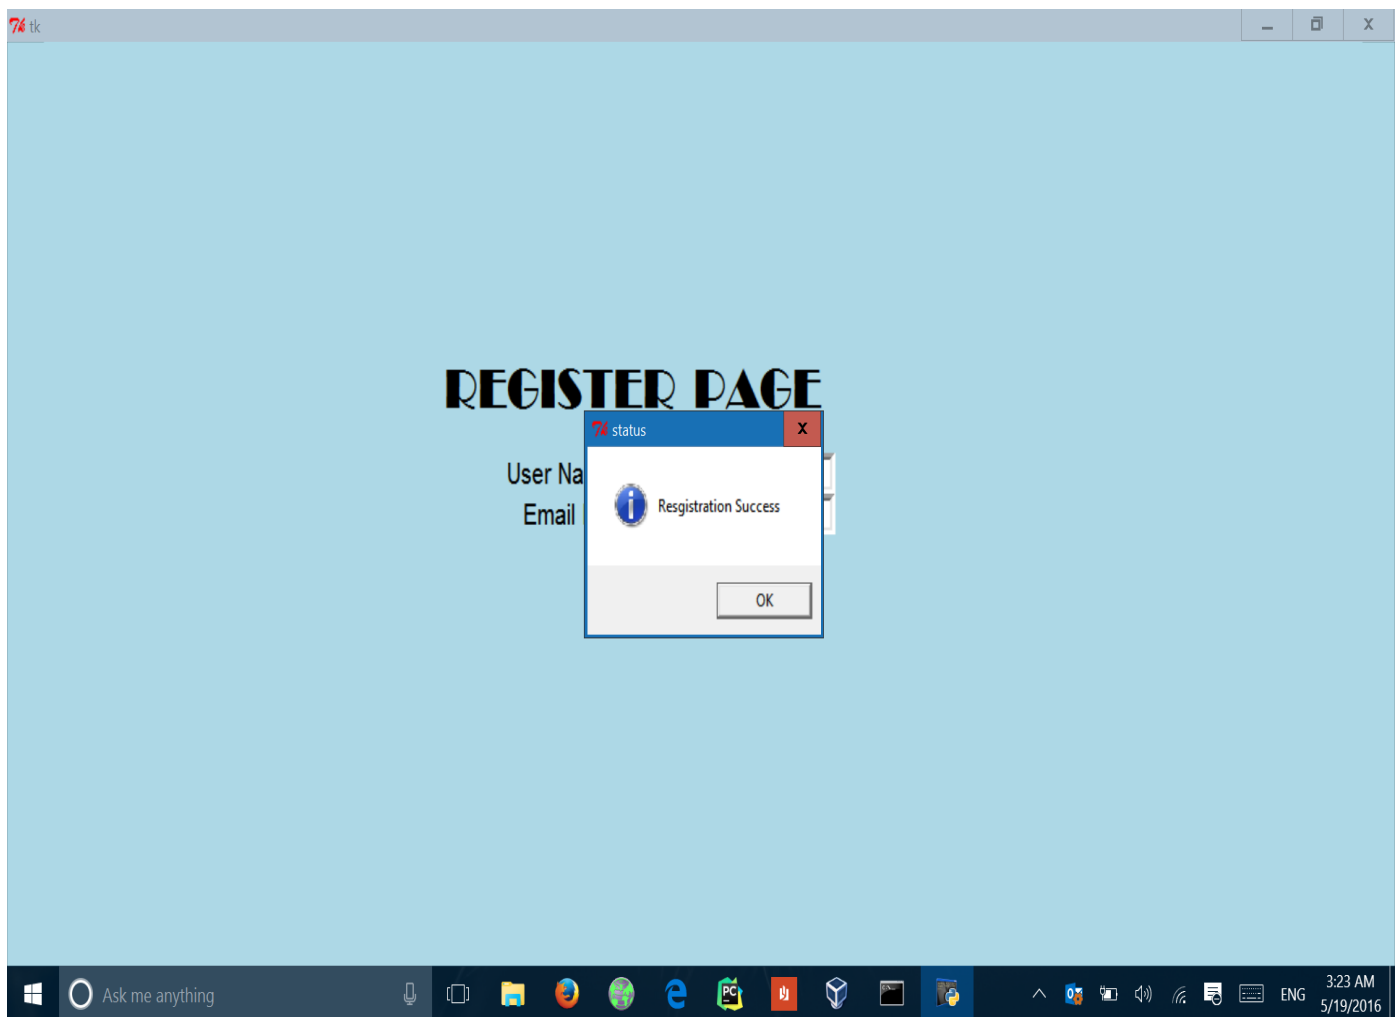 tk
REGISTER PAGE
status
User Na
Email
Resgistration Success
OK
Ask me anything
ENG
3:23 AM
5/19/2016